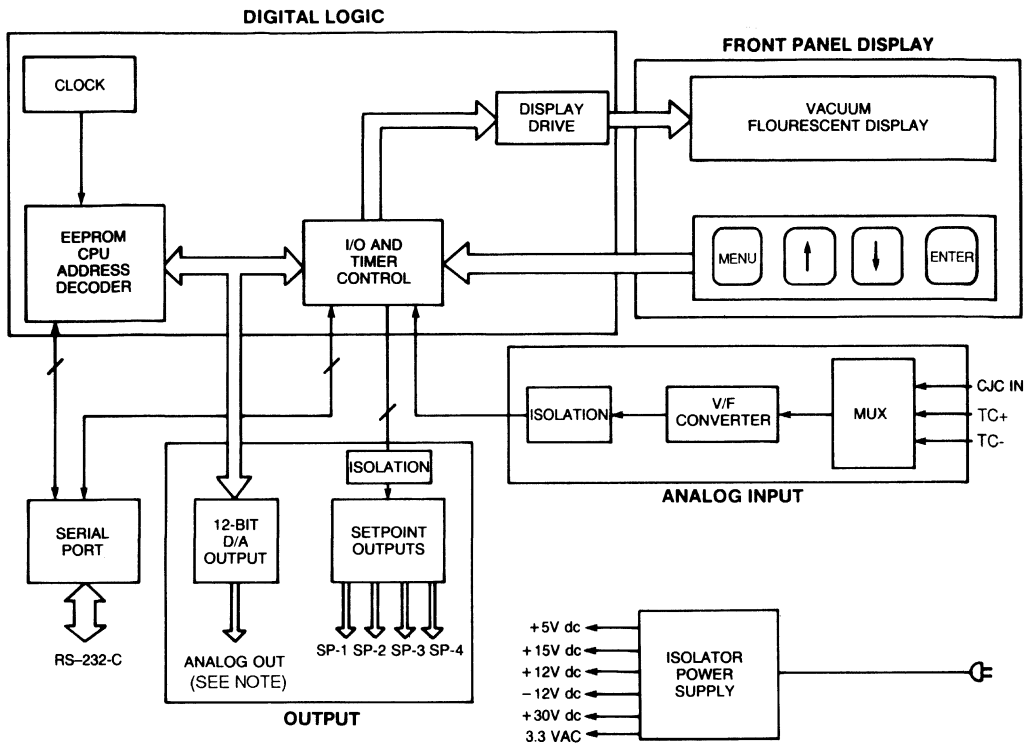 DIGITAL LOGIC
FRONT PANEL DISPLAY
CLOCK
DISPLAY
DRIVE
VACUUM
FLOURESCENT DISPLAY
EEPROM
CPU
ADDRESS
DECODER
I/O AND
TIMER
CONTROL
MENU
ENTER
ISOLATION
V/F
CONVERTER
MUX
CJC IN
TC+
TC-
ANALOG INPUT
ISOLATION
SERIAL
PORT
12-BIT
D/A
OUTPUT
SETPOINT
OUTPUTS
RS-232-C
ANALOG OUT
(SEE NOTE)
SP-1 SP-2 SP-3 SP-4
OUTPUT
+5V dc
+15V dc
+12V dc
-12V dc
+30V dc
3.3 VAC
ISOLATOR
POWER
SUPPLY